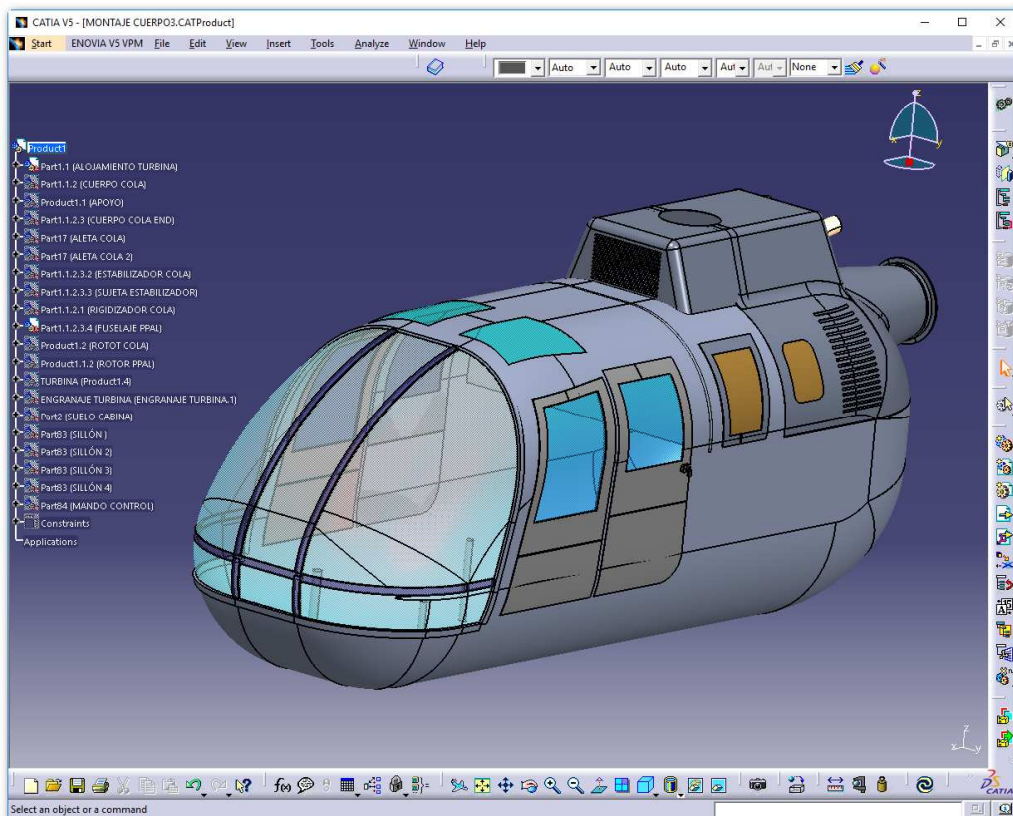 CATIA V5 - [MONTAJE CUERPO3.CATProduct]
Start ENOVIA V5 VPM File Edit View Insert Tools Analyze Window Help
Auto Auto Auto Aut Aut None
Product1
Part1.1 (ALOJAMIENTO TURBINA)
Part1.1.2 (CUERPO COLA)
Product1.1 (APOYO)
Part1.1.2.3 (CUERPO COLA END)
Part17 (ALETA COLA)
Part17 (ALETA COLA 2)
Part1.1.2.3.2 (ESTABILIZADOR COLA)
Part1.1.2.3.3 (SUJETA ESTABILIZADOR)
Part1.1.2.1 (RIGIDIZADOR COLA)
Part1.1.2.3.4 (FUSELAJE PPAL)
Product1.2 (ROTOT COLA)
Product1.1.2 (ROTOR PPAL)
TURBINA (Product1.4)
ENGRANAJE TURBINA (ENGRANAJE TURBINA.1)
Part2 (SUELO CABINA)
Part83 (SILLÓN )
Part83 (SILLÓN 2)
Part83 (SILLÓN 3)
Part83 (SILLÓN 4)
Part84 (MANDO CONTROL)
Constraints
Applications
z
x
y
z
x y
f(x)
CATIA
Select an object or a command